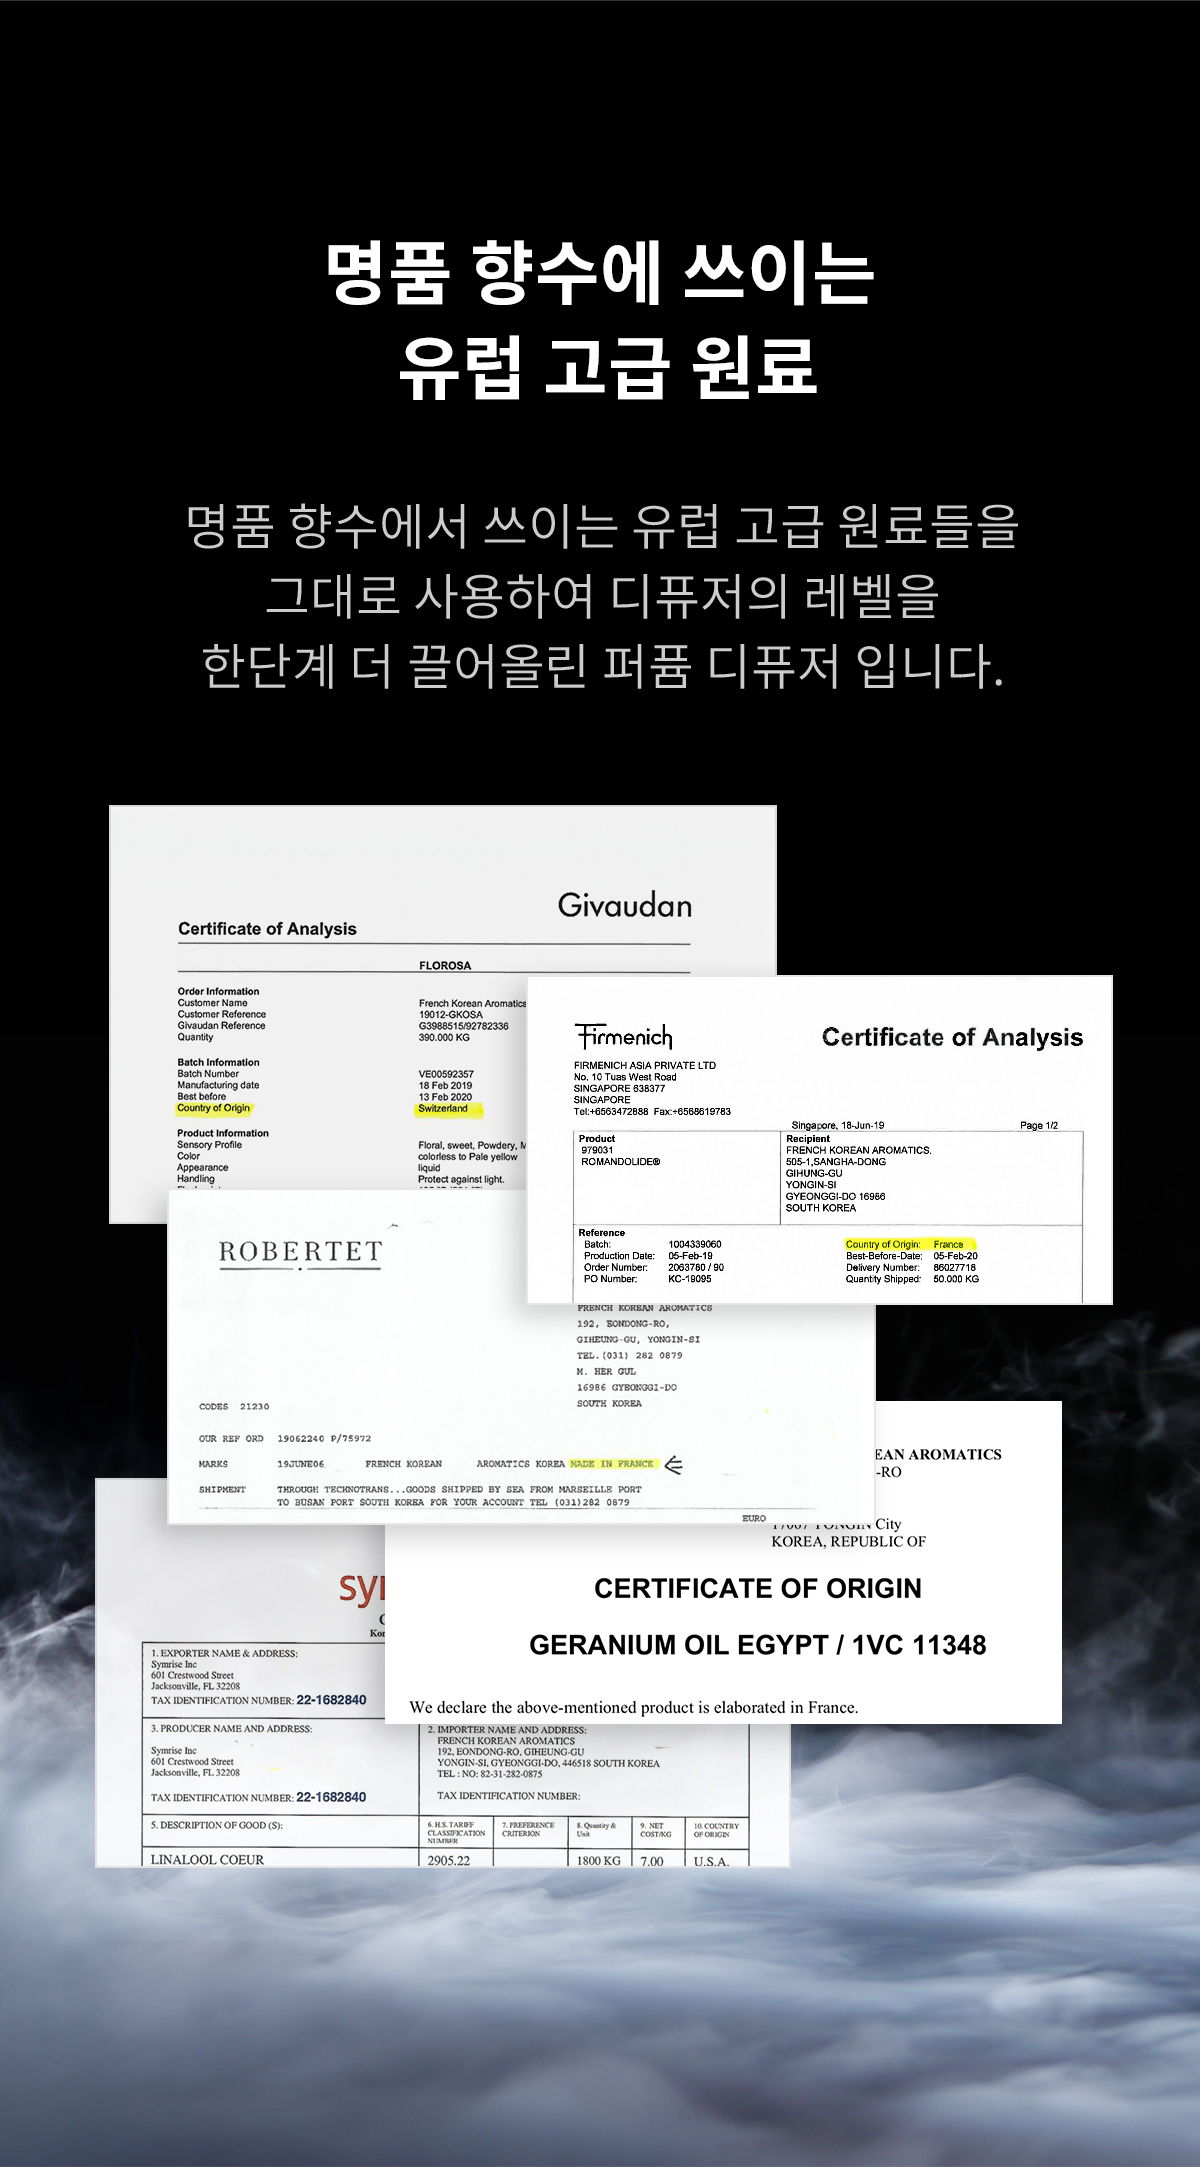 명품 향수에 쓰이는
유럽 고급 원료
명품 향수에서 쓰이는 유럽 고급 원료들을
그대로 사용하여 디퓨저의 레벨을
한단계 더 끌어올린 퍼퓸 디퓨저 입니다.
Givaudan
Certificate of Analysis
FLOROSA
Order Information
Customer Name French Korean Aromatics
Customer Reference 19012-GKOSA
Givaudan Reference G3988515/92782336
Quantity 390.000 KG
Batch Information
Batch Number VE00592357
Manufacturing date 18 Feb 2019
Best before 13 Feb 2020
Country of Origin Switzerland
Product Information
Sensory Profile Floral, sweet, Powdery, M
Color colorless to Pale yellow
Appearance liquid
Handling Protect against light.
Firmenich
Certificate of Analysis
FIRMENICH ASIA PRIVATE LTD
No. 10 Tuas West Road
SINGAPORE 638377
SINGAPORE
Tel:+6563472888 Fax:+6568619783
Singapore, 18-Jun-19 Page 1/2
Product
979031
ROMANDOLIDE®
Recipient
FRENCH KOREAN AROMATICS.
505-1,SANGHA-DONG
GIHUNG-GU
YONGIN-SI
GYEONGGI-DO 16986
SOUTH KOREA
Reference
Batch: 1004339060
Production Date: 05-Feb-19
Order Number: 2063780 / 90
PO Number: KC-19095
Country of Origin: France
Best-Before-Date: 05-Feb-20
Delivery Number: 86027718
Quantity Shipped: 50.000 KG
ROBERTET
FRENCH KOREAN AROMATICS
192, EONDONG-RO,
GIHEUNG-GU, YONGIN-SI
TEL.(031) 282 0879
M. HER GUL
16986 GYEONGGI-DO
SOUTH KOREA
CODES 21230
OUR REF ORD 19062240 P/75972
MARKS 19JUNE06 FRENCH KOREAN AROMATICS KOREA MADE IN FRANCE
SHIPMENT THROUGH TECHNOTRANS...GOODS SHIPPED BY SEA FROM MARSEILLE PORT
TO BUSAN PORT SOUTH KOREA FOR YOUR ACCOUNT TEL (031)282 0879
EURO
EAN AROMATICS
-RO
17007 YONGIN City
KOREA, REPUBLIC OF
CERTIFICATE OF ORIGIN
GERANIUM OIL EGYPT / 1VC 11348
We declare the above-mentioned product is elaborated in France.
sy
Kor
1. EXPORTER NAME & ADDRESS:
Symrise Inc
601 Crestwood Street
Jacksonville, FL 32208
TAX IDENTIFICATION NUMBER: 22-1682840
3. PRODUCER NAME AND ADDRESS:
Symrise Inc
601 Crestwood Street
Jacksonville, FL 32208
TAX IDENTIFICATION NUMBER: 22-1682840
2. IMPORTER NAME AND ADDRESS:
FRENCH KOREAN AROMATICS
192, EONDONG-RO, GIHEUNG-GU
YONGIN-SI, GYEONGGI-DO, 446518 SOUTH KOREA
TEL : NO: 82-31-282-0875
TAX IDENTIFICATION NUMBER:
5. DESCRIPTION OF GOOD (S):
6. H.S. TARIFF
CLASSIFICATION
NUMBER
7. PREFERENCE
CRITERION
8. Quantity &
Unit
9. NET
COST/KG
10. COUNTRY
OF ORIGIN
LINALOOL COEUR 2905.22 1800 KG 7.00 U.S.A.